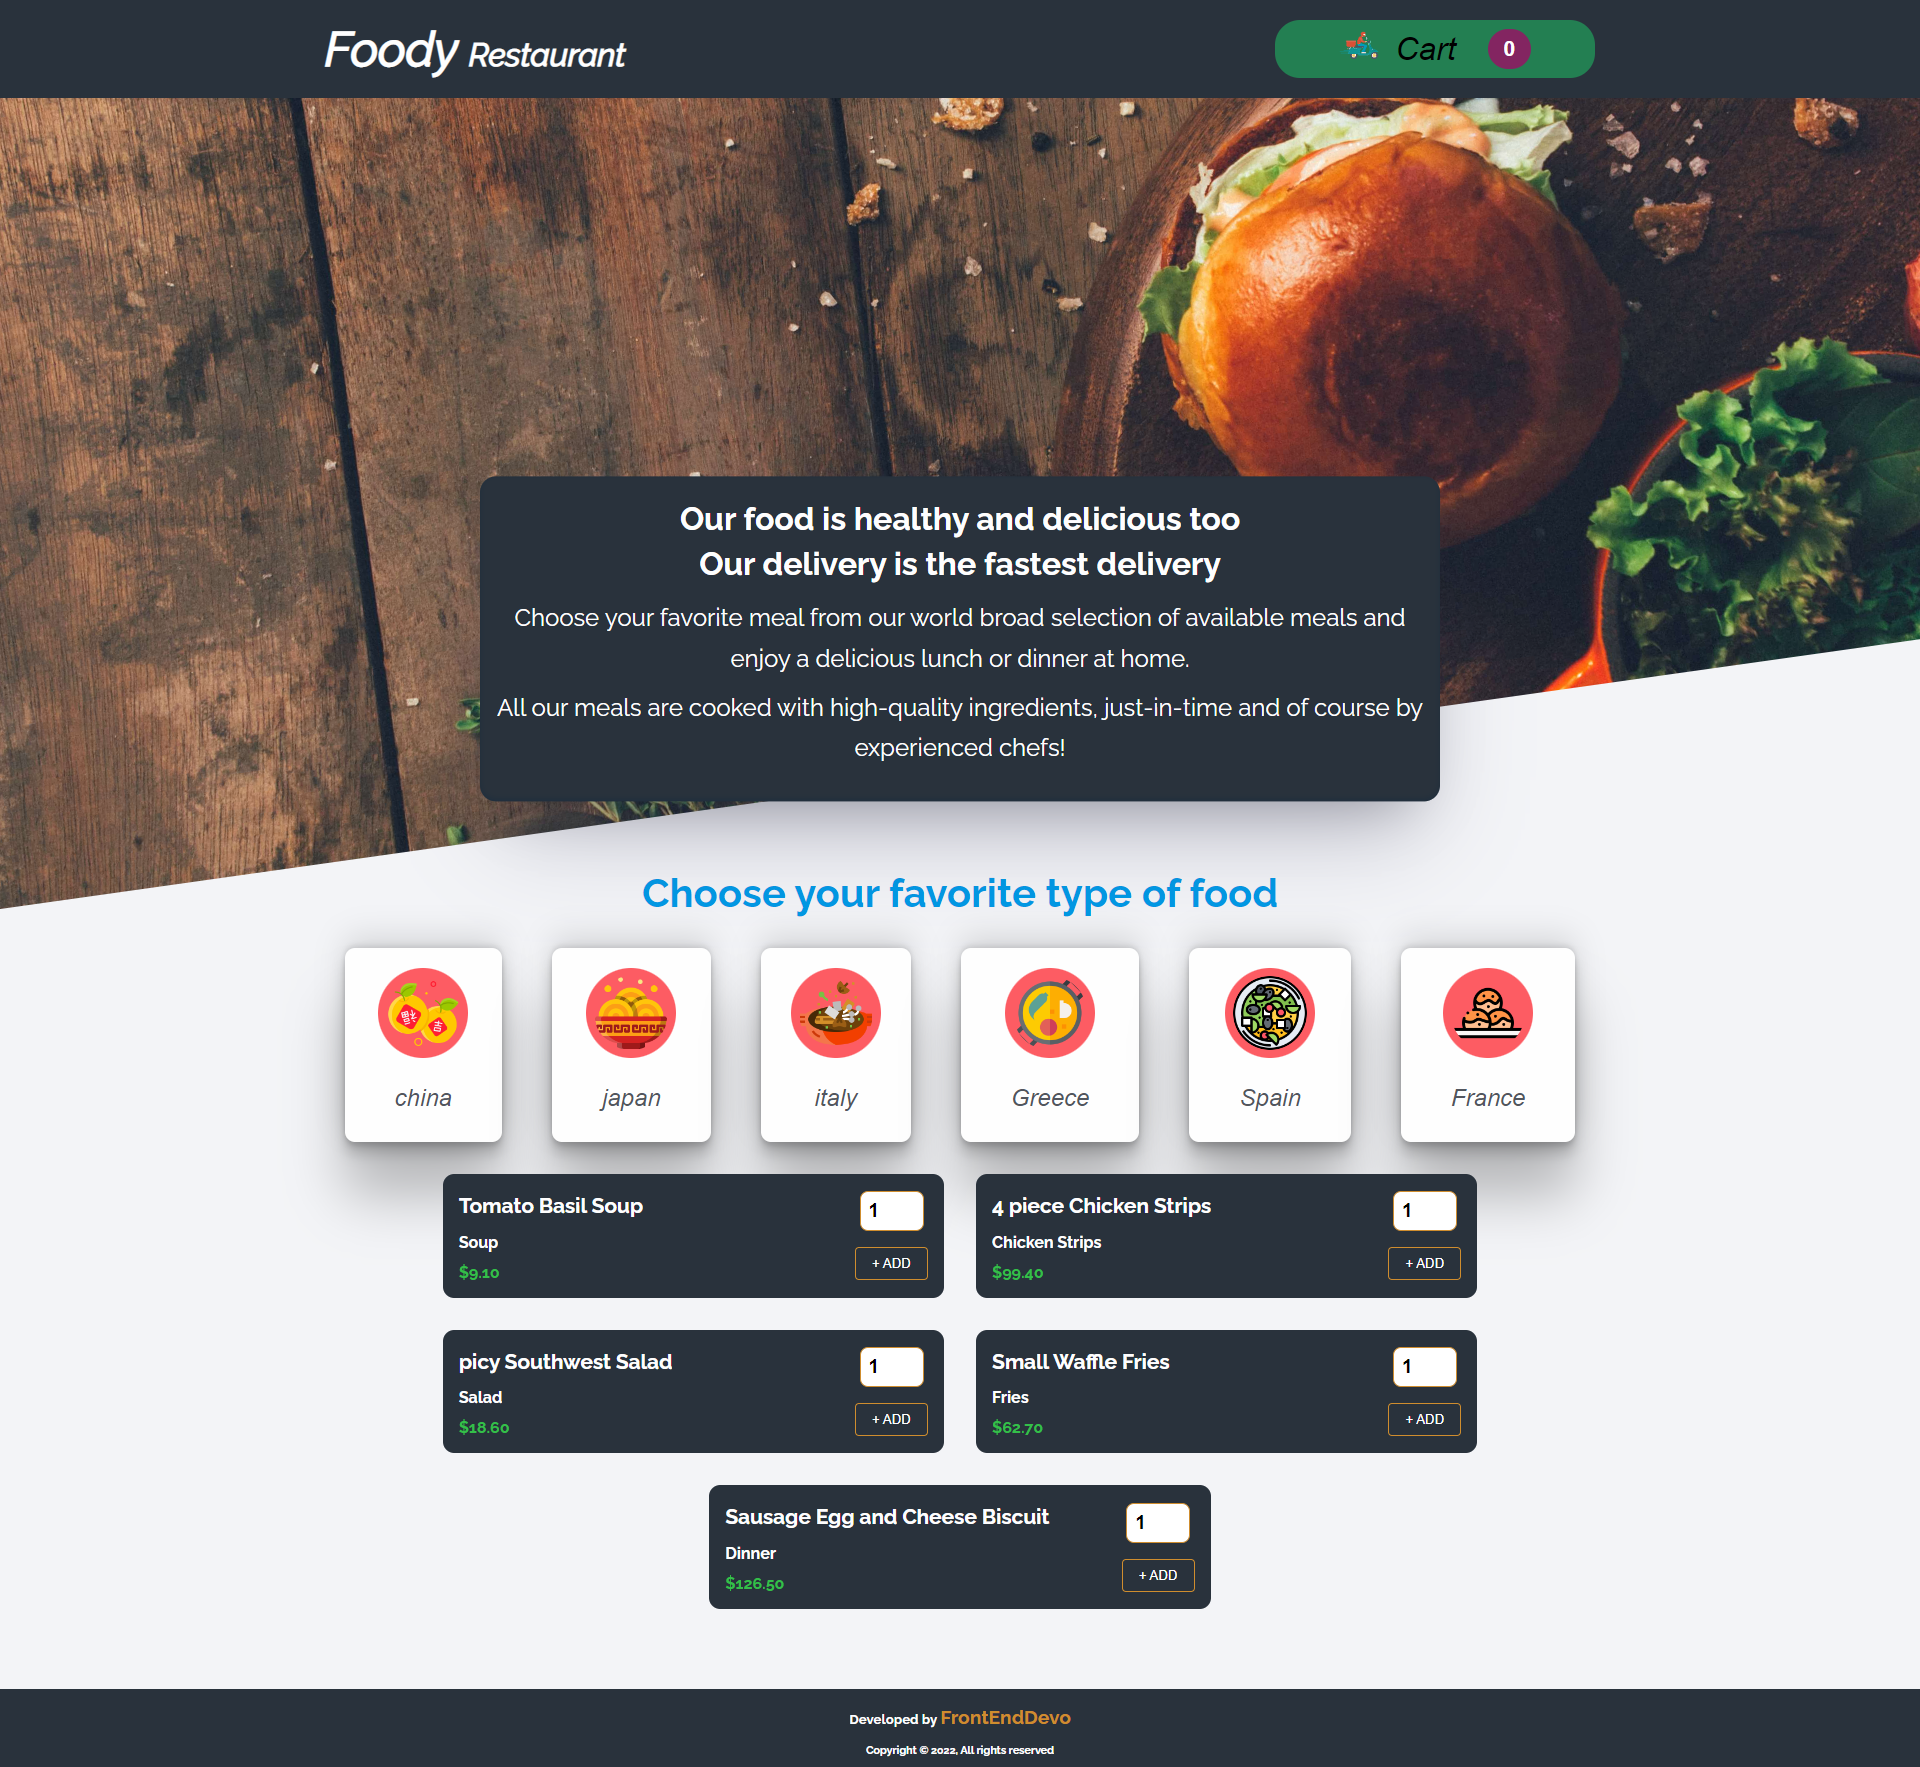 Foody Restaurant
Cart 0
Our food is healthy and delicious too
Our delivery is the fastest delivery
Choose your favorite meal from our world broad selection of available meals and
enjoy a delicious lunch or dinner at home.
All our meals are cooked with high-quality ingredients, just-in-time and of course by
experienced chefs!
Choose your favorite type of food
福
吉
china
japan
italy
Greece
Spain
France
Tomato Basil Soup
1
Soup
+ ADD
$9.10
4 piece Chicken Strips
1
Chicken Strips
+ ADD
$99.40
picy Southwest Salad
1
Salad
+ ADD
$18.60
Small Waffle Fries
1
Fries
+ ADD
$62.70
Sausage Egg and Cheese Biscuit
1
Dinner
+ ADD
$126.50
Developed by FrontEndDevo
Copyright © 2022, All rights reserved